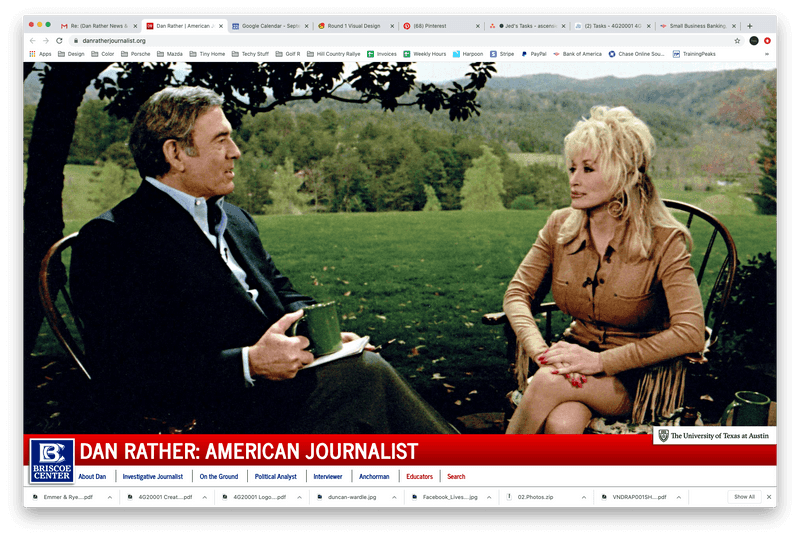 Re: (Dan Rather News h
Dan Rather | American J
Google Calendar - Septe
Round 1 Visual Design
(68) Pinterest
Jed's Tasks - ascens
(2) Tasks - 4G20001 4G
Small Business Banking
danratherjournalist.org
Apps Design Color Porsche Mazda Tiny Home Techy Stuff Golf R Hill Country Rallye Invoices Weekly Hours Harpoon Stripe PayPal Bank of America Chase Online Sou... TrainingPeaks
The University of Texas at Austin
BC
BRISCOE
CENTER
DAN RATHER: AMERICAN JOURNALIST
About Dan Investigative Journalist On the Ground Political Analyst Interviewer Anchorman Educators Search
Emmer & Rye....pdf 4G20001 Creat....pdf 4G20001 Logo....pdf duncan-wardle.jpg Facebook_Lives....jpg 02.Photos.zip VNDRAP001SH....pdf Show All